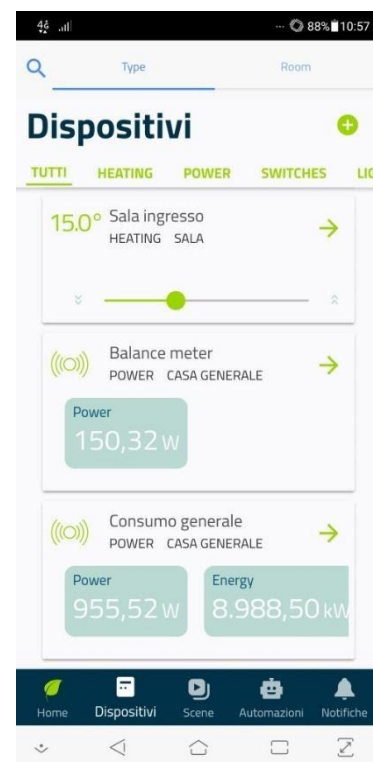 4G 88% 10:57
Type Room
Dispositivi
TUTTI HEATING POWER SWITCHES LIG
15.0° Sala ingresso
HEATING SALA
Balance meter
POWER CASA GENERALE
Power
150,32 W
Consumo generale
POWER CASA GENERALE
Power Energy
955,52 W 8.988,50 kW
Home Dispositivi Scene Automazioni Notifiche